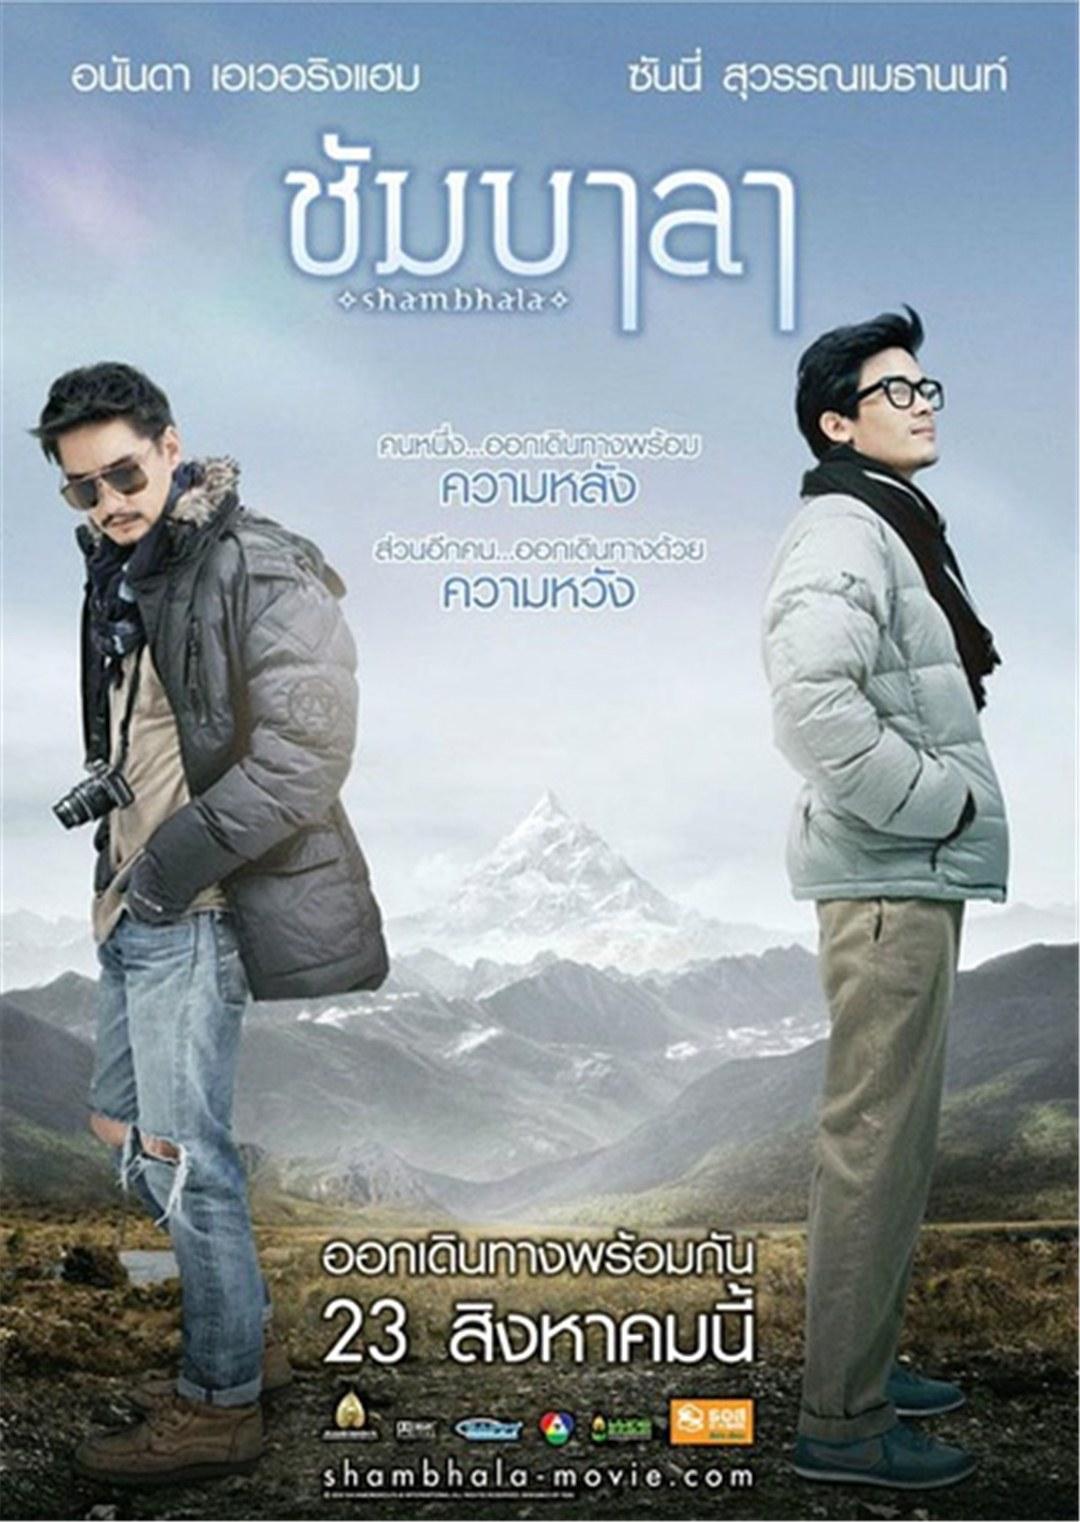 อนันดา เอเวอริงแฮม
ซันนี่ สุวรรณเมธานนท์
ชัมบาลา
shambhala
คนหนึ่ง...ออกเดินทางพร้อม
ความหลัง
ส่วนอีกคน...ออกเดินทางด้วย
ความหวัง
ออกเดินทางพร้อมกัน
23 สิงหาคมนี้
ธอส
shambhala-movie.com